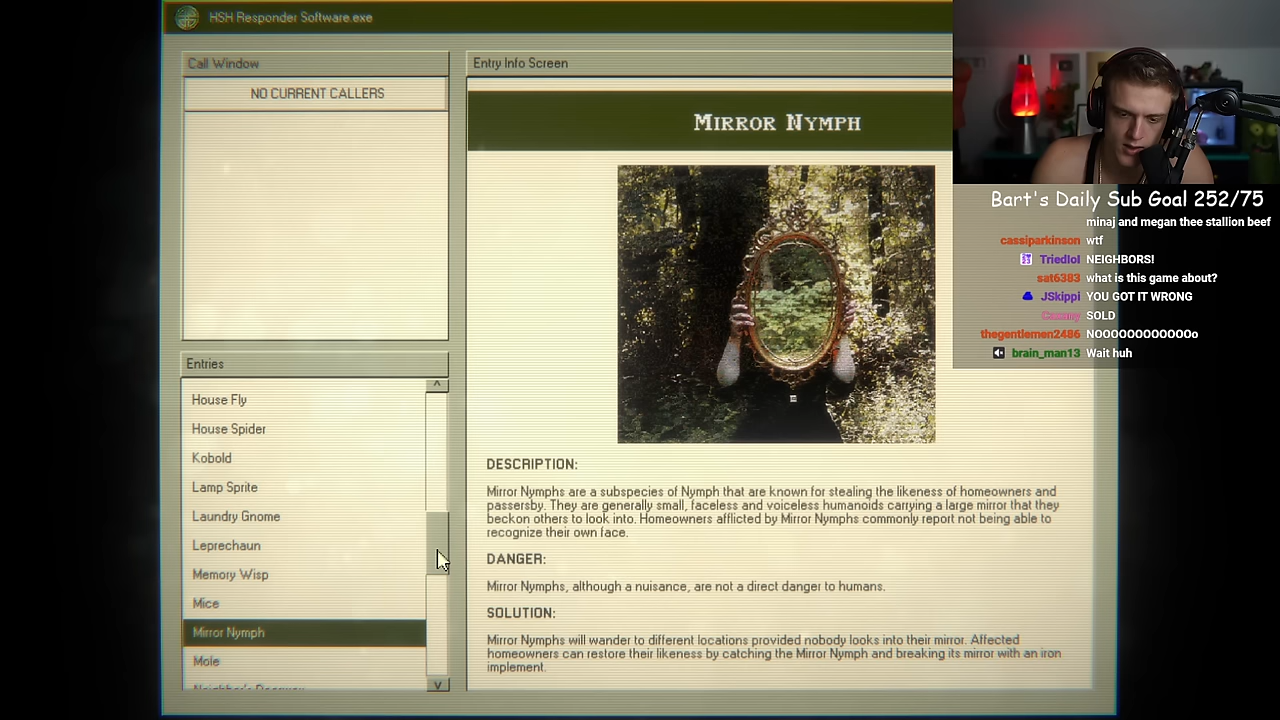 HSH Responder Software.exe
Call Window
NO CURRENT CALLERS
Entries
House Fly
House Spider
Kobold
Lamp Sprite
Laundry Gnome
Leprechaun
Memory Wisp
Mice
Mirror Nymph
Mole
Entry Info Screen
MIRROR NYMPH
DESCRIPTION:
Mirror Nymphs are a subspecies of Nymph that are known for stealing the likeness of homeowners and
passersby. They are generally small, faceless and voiceless humanoids carrying a large mirror that they
beckon others to look into. Homeowners afflicted by Mirror Nymphs commonly report not being able to
recognize their own face.
DANGER:
Mirror Nymphs, although a nuisance, are not a direct danger to humans.
SOLUTION:
Mirror Nymphs will wander to different locations provided nobody looks into their mirror. Affected
homeowners can restore their likeness by catching the Mirror Nymph and breaking its mirror with an iron
implement.
Bart's Daily Sub Goal 252/75
minaj and megan thee stallion beef
cassiparkinson wtf
TriedIol NEIGHBORS!
sat6383 what is this game about?
JSkippi YOU GOT IT WRONG
SOLD
thegentlemen2486 NOOOOOOOOOOOOo
brain_man13 Wait huh